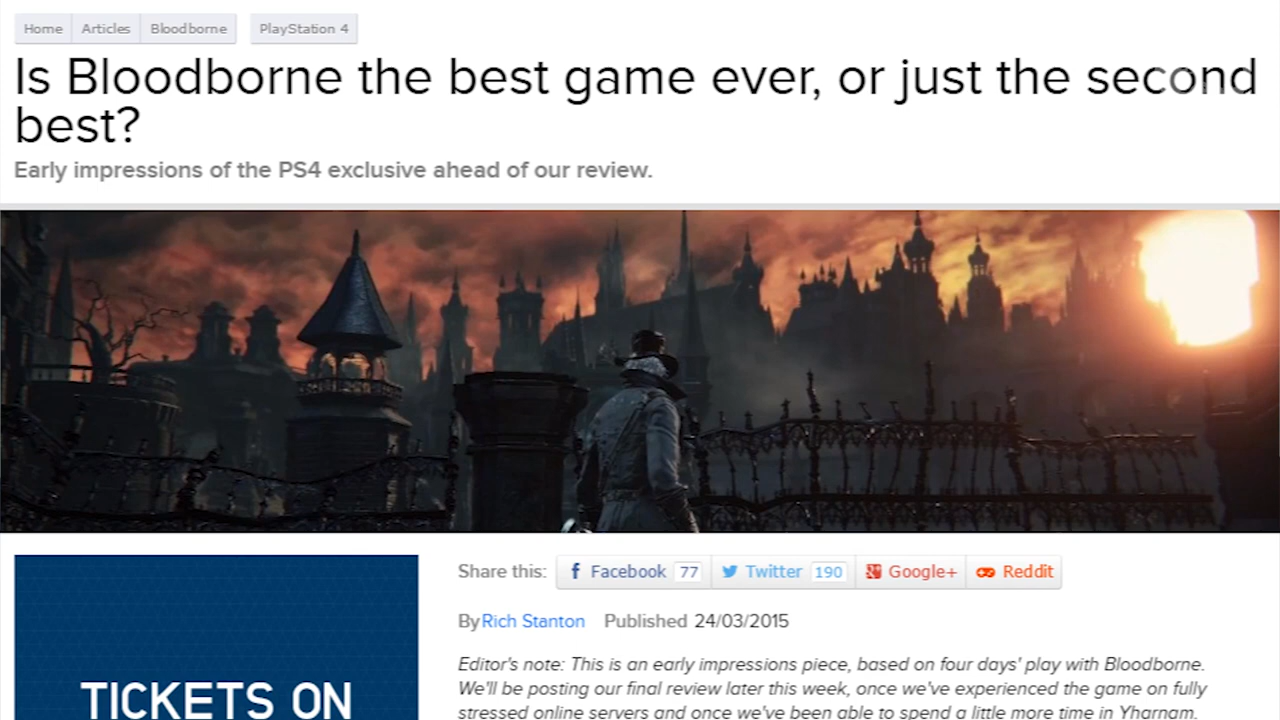 Home Articles Bloodborne PlayStation 4
Is Bloodborne the best game ever, or just the second
best?
Early impressions of the PS4 exclusive ahead of our review.
Share this: Facebook 77 Twitter 190 Google+ Reddit
By Rich Stanton Published 24/03/2015
Editor's note: This is an early impressions piece, based on four days' play with Bloodborne.
We'll be posting our final review later this week, once we've experienced the game on fully
stressed online servers and once we've been able to spend a little more time in Yharnam.
TICKETS ON